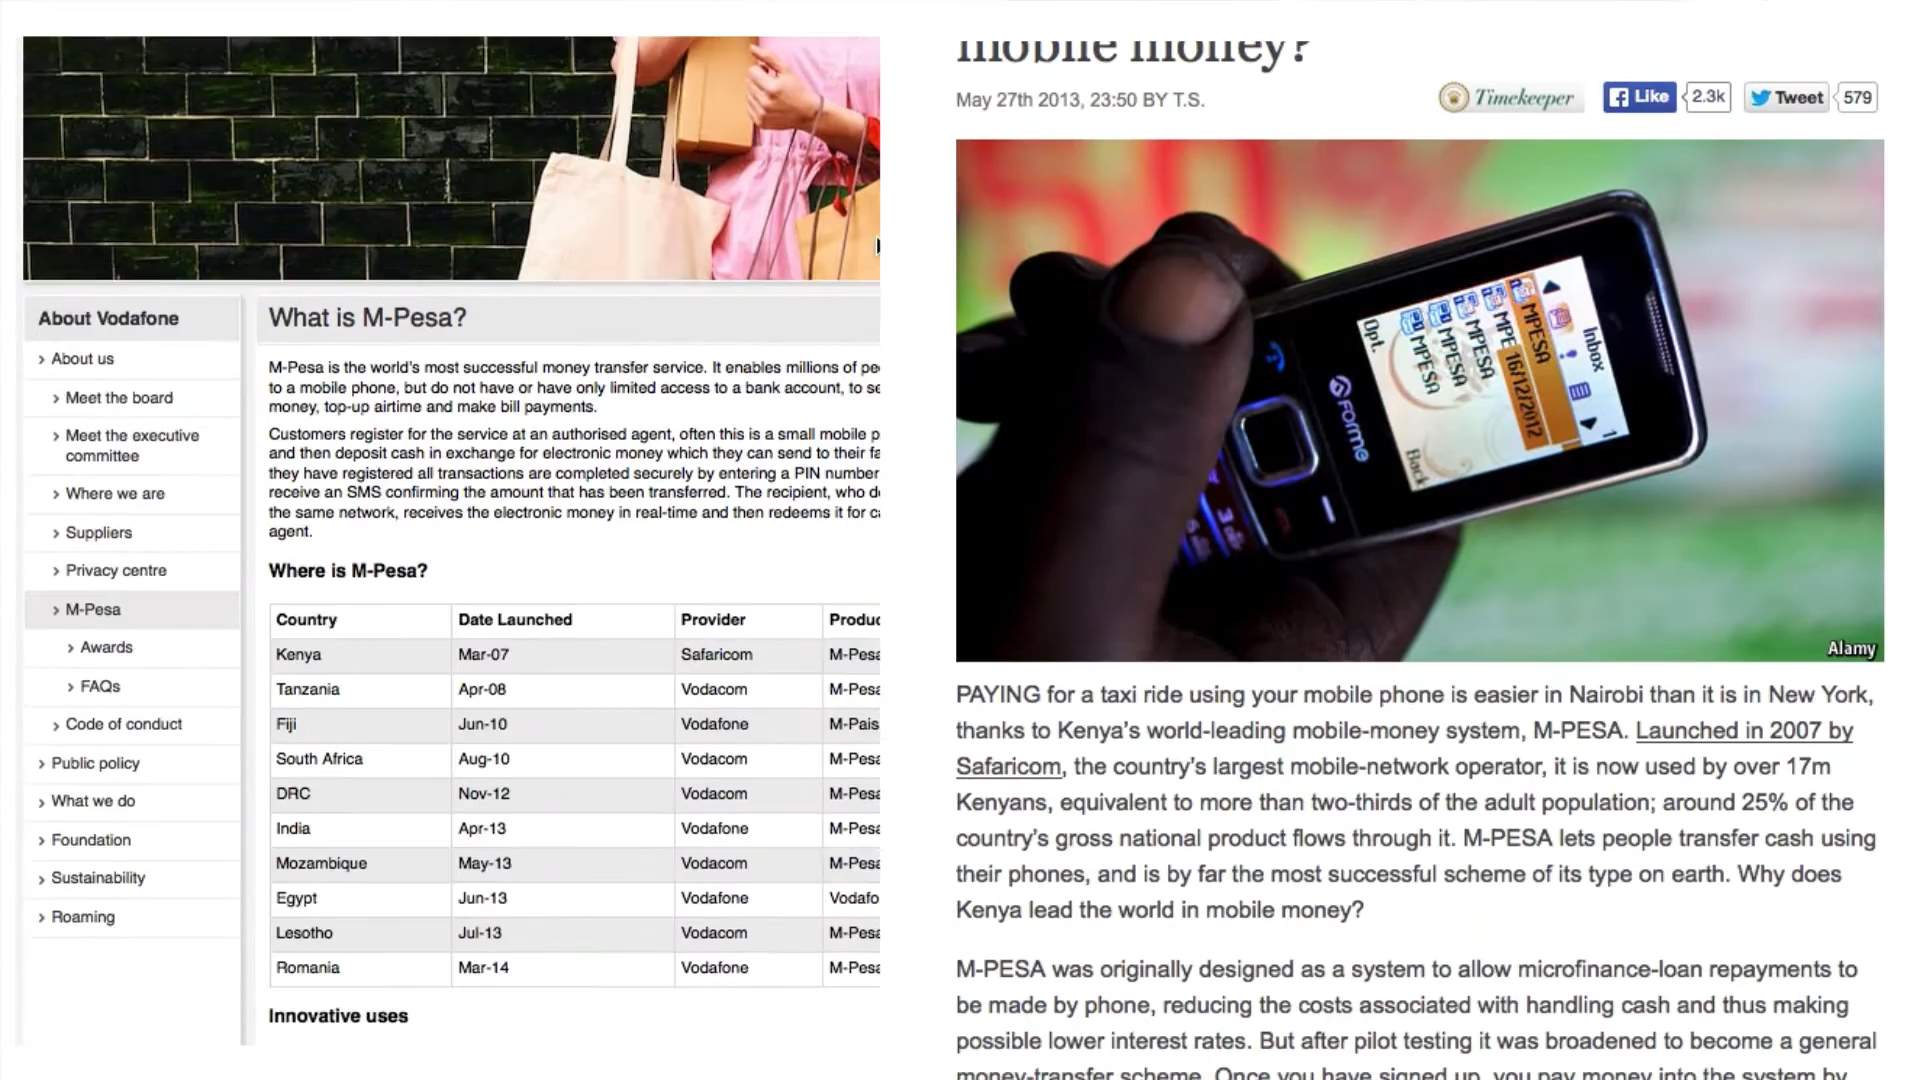 About Vodafone
About us
Meet the board
Meet the executive
committee
Where we are
Suppliers
Privacy centre
M-Pesa
Awards
FAQs
Code of conduct
Public policy
What we do
Foundation
Sustainability
Roaming
What is M-Pesa?
M-Pesa is the world's most successful money transfer service. It enables millions of
to a mobile phone, but do not have or have only limited access to a bank account, to
money, top-up airtime and make bill payments.
Customers register for the service at an authorised agent, often this is a small mobile
and then deposit cash in exchange for electronic money which they can send to their
they have registered all transactions are completed securely by entering a PIN number
receive an SMS confirming the amount that has been transferred. The recipient, who
the same network, receives the electronic money in real-time and then redeems it for
agent.
Where is M-Pesa?
Country Date Launched Provider Produc
Kenya Mar-07 Safaricom M-Pesa
Tanzania Apr-08 Vodacom M-Pesa
Fiji Jun-10 Vodafone M-Pais
South Africa Aug-10 Vodacom M-Pesa
DRC Nov-12 Vodacom M-Pesa
India Apr-13 Vodafone M-Pesa
Mozambique May-13 Vodacom M-Pesa
Egypt Jun-13 Vodafone Vodafo
Lesotho Jul-13 Vodacom M-Pesa
Romania Mar-14 Vodafone M-Pesa
Innovative uses
mobile money?
May 27th 2013, 23:50 BY T.S.
Timekeeper
Like 2.3k
Tweet 579
Inbox 1
MPESA
16/12/2012
MPE
MPESA
MPESA
MPESA
Opt. Back
FORME
3 def
Alamy
PAYING for a taxi ride using your mobile phone is easier in Nairobi than it is in New York,
thanks to Kenya's world-leading mobile-money system, M-PESA. Launched in 2007 by
Safaricom, the country's largest mobile-network operator, it is now used by over 17m
Kenyans, equivalent to more than two-thirds of the adult population; around 25% of the
country's gross national product flows through it. M-PESA lets people transfer cash using
their phones, and is by far the most successful scheme of its type on earth. Why does
Kenya lead the world in mobile money?
M-PESA was originally designed as a system to allow microfinance-loan repayments to
be made by phone, reducing the costs associated with handling cash and thus making
possible lower interest rates. But after pilot testing it was broadened to become a general
money-transfer scheme. Once you have signed up, you pay money into the system by